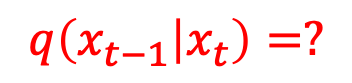 q(x_{t-1}|x_t) =?